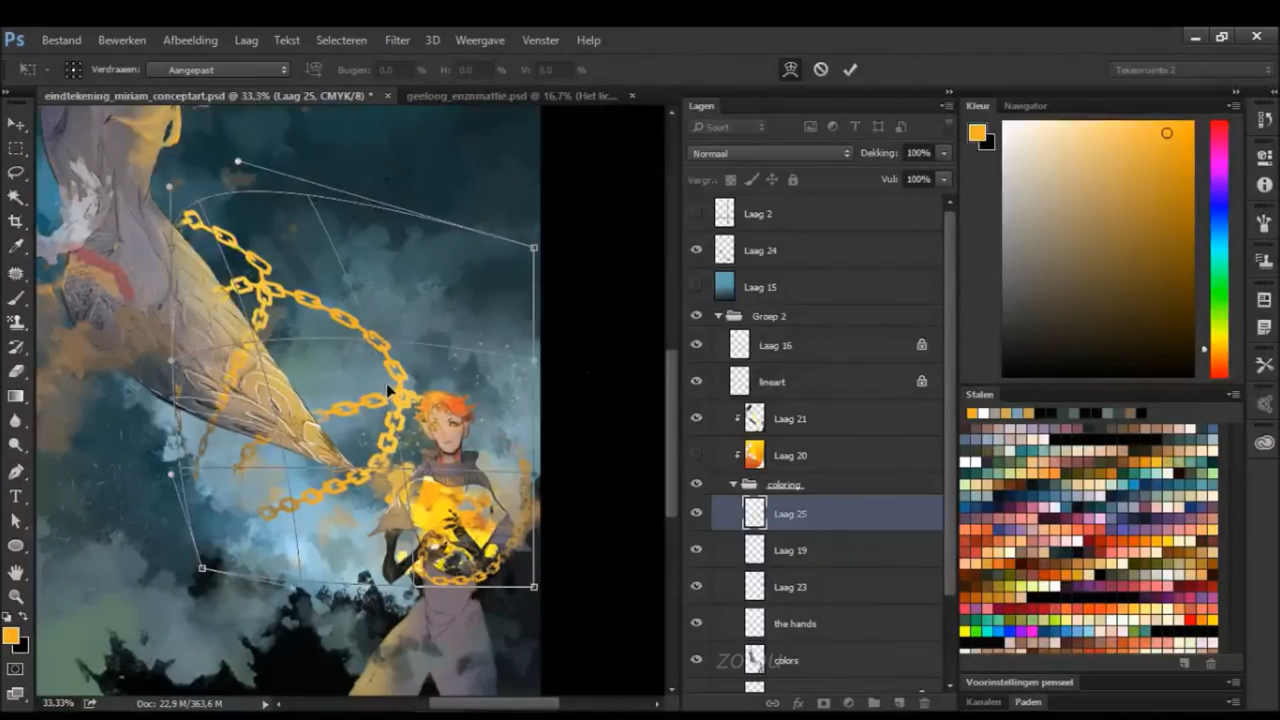 Ps Bestand Bewerken Afbeelding Laag Tekst Selecteren Filter 3D Weergave Venster Help
Verdraaien: Aangepast Buigen: 0.0 % H: 0.0 % V: 0.0 % Tekenruimte 2
eindtekening_miriam_conceptart.psd @ 33,3% (Laag 25, CMYK/8) * × geeloog_enznmattie.psd @ 16,7% (Het lic... ×
Lagen
Kleur Navigator
Soort
Normaal Dekking: 100%
Vergr.: Vul: 100%
Laag 2
Laag 24
Laag 15
Groep 2
Laag 16
lineart
Stalen
Laag 21
Laag 20
coloring
Laag 25
Laag 19
Laag 23
the hands
colors
Voorinstellingen penseel
Kanalen Paden
33,33% Doc: 22,9 M/363,6 M